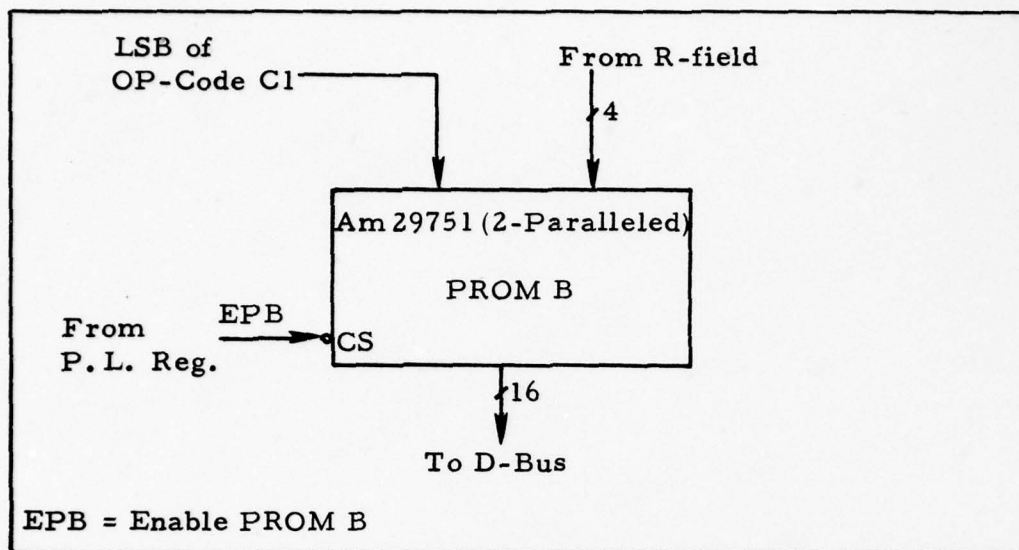 LSB of
OP-Code C1
From R-field
4
Am 29751 (2-Paralleled)
PROM B
EPB
From
P. L. Reg.
CS
16
To D-Bus
EPB = Enable PROM B